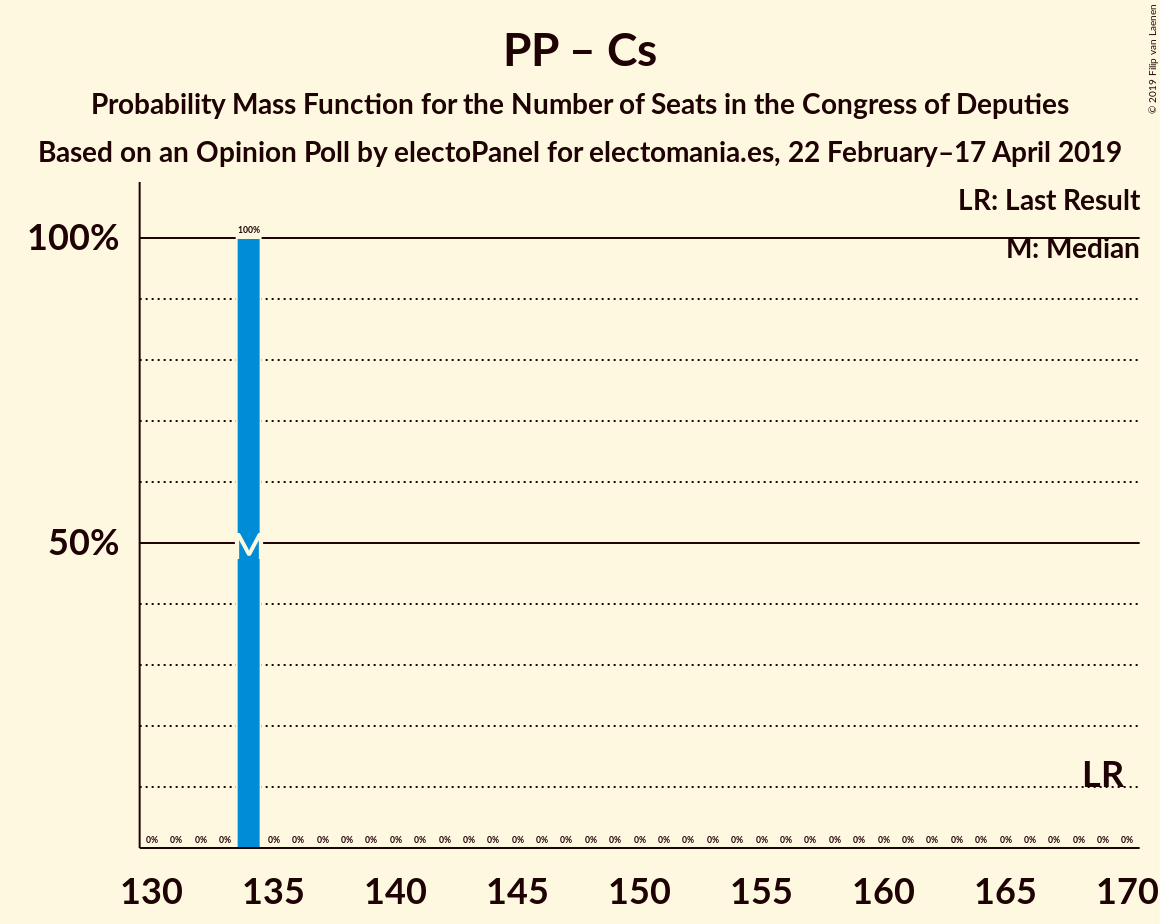 PP – Cs
Probability Mass Function for the Number of Seats in the Congress of Deputies
Based on an Opinion Poll by electoPanel for electomania.es, 22 February–17 April 2019
© 2019 Filip van Laenen
LR: Last Result
M: Median
100%
50%
100%
M
LR
0% 0% 0% 0% 0% 0% 0% 0% 0% 0% 0% 0% 0% 0% 0% 0% 0% 0% 0% 0% 0% 0% 0% 0% 0% 0% 0% 0% 0% 0% 0% 0% 0% 0% 0% 0% 0% 0% 0% 0%
130 135 140 145 150 155 160 165 170